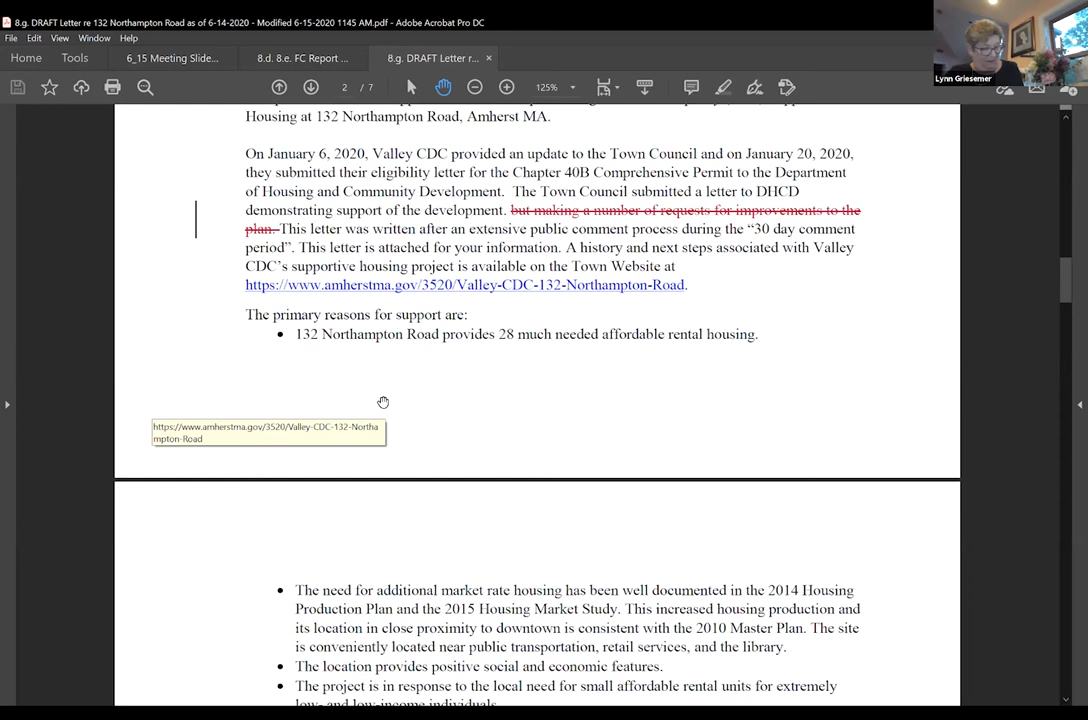 8.g. DRAFT Letter re 132 Northampton Road as of 6-14-2020 - Modified 6-15-2020 1145 AM.pdf - Adobe Acrobat Pro DC
File Edit View Window Help
Home Tools 6_15 Meeting Slide... 8.d. 8.e. FC Report ... 8.g. DRAFT Letter r... ×
2 / 7 125%
Lynn Griesemer
Housing at 132 Northampton Road, Amherst MA.
On January 6, 2020, Valley CDC provided an update to the Town Council and on January 20, 2020,
they submitted their eligibility letter for the Chapter 40B Comprehensive Permit to the Department
of Housing and Community Development. The Town Council submitted a letter to DHCD
demonstrating support of the development. but making a number of requests for improvements to the
plan. This letter was written after an extensive public comment process during the “30 day comment
period”. This letter is attached for your information. A history and next steps associated with Valley
CDC’s supportive housing project is available on the Town Website at
https://www.amherstma.gov/3520/Valley-CDC-132-Northampton-Road.
The primary reasons for support are:
• 132 Northampton Road provides 28 much needed affordable rental housing.
https://www.amherstma.gov/3520/Valley-CDC-132-Northa
mpton-Road
• The need for additional market rate housing has been well documented in the 2014 Housing
Production Plan and the 2015 Housing Market Study. This increased housing production and
its location in close proximity to downtown is consistent with the 2010 Master Plan. The site
is conveniently located near public transportation, retail services, and the library.
• The location provides positive social and economic features.
• The project is in response to the local need for small affordable rental units for extremely
low- and low-income individuals.